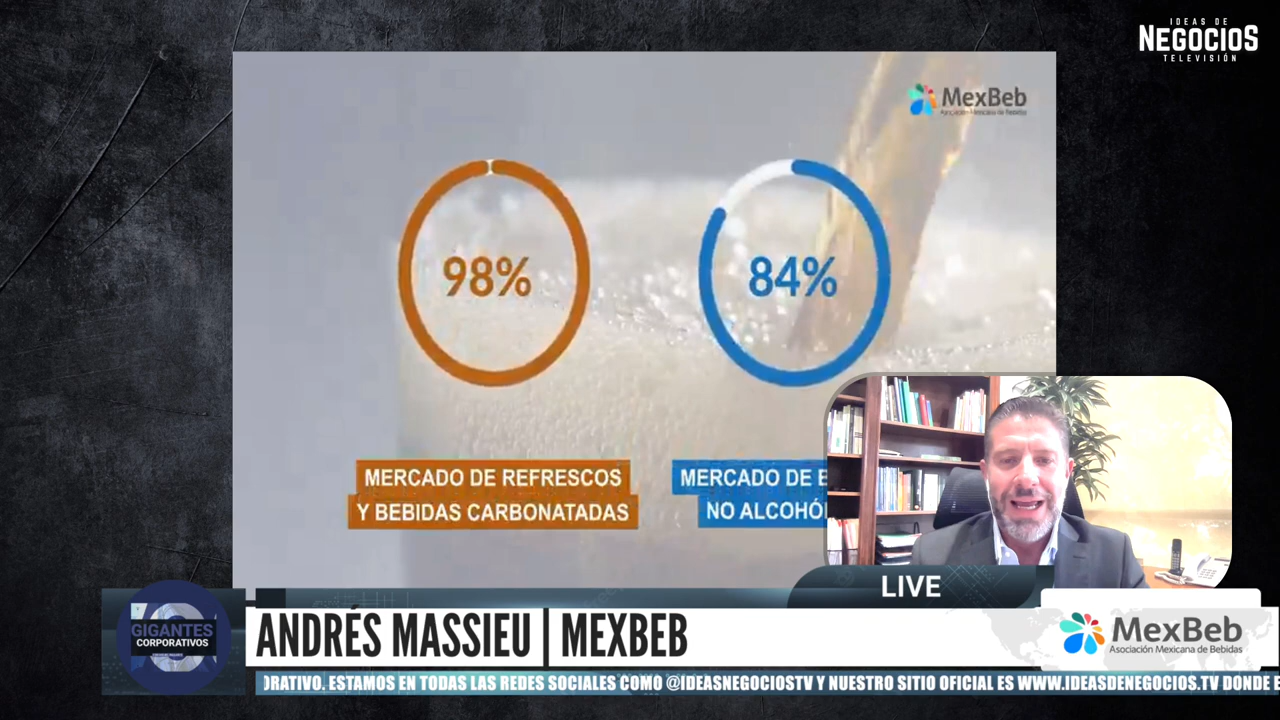 IDEAS DE
NEGOCIOS
TELEVISIÓN
MexBeb
Asociación Mexicana de Bebidas
98%
84%
MERCADO DE REFRESCOS
Y BEBIDAS CARBONATADAS
MERCADO DE B
NO ALCOHÓ
LIVE
GIGANTES
CORPORATIVOS
ANDRES MASSIEU | MEXBEB
MexBeb
Asociación Mexicana de Bebidas
ORATIVO. ESTAMOS EN TODAS LAS REDES SOCIALES COMO @IDEASNEGOCIOSTV Y NUESTRO SITIO OFICIAL ES WWW.IDEASDENEGOCIOS.TV DONDE E